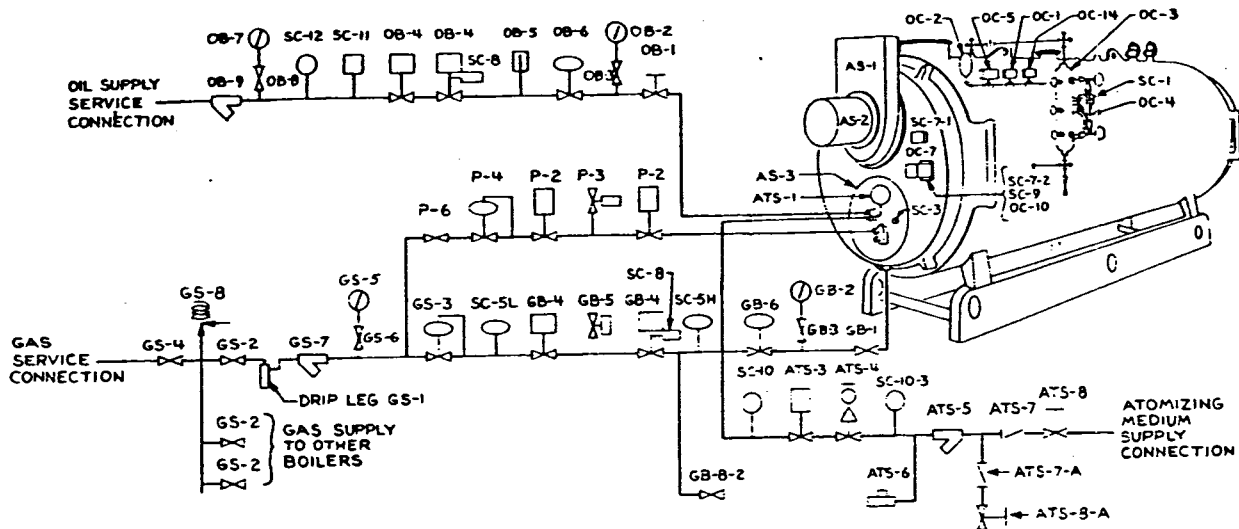 OB-7 SC-12 SC-11 OB-4 OB-4 OB-5 OB-6 OB-2
OB-1
SC-8
OB-9 OB-8 OB-3
OIL SUPPLY
SERVICE
CONNECTION
OC-2 OC-5 OC-1 OC-14 OC-3
AS-1
SC-1
OC-4
AS-2 SC-7-1
OC-7
AS-3
ATS-1
SC-3
SC-7-2
SC-9
OC-10
P-6 P-4 P-2 P-3 P-2
GS-8
GS-5
GS-6
GS-3 SC-5L GB-4 GB-5 GB-4 SC-5H
SC-8
GB-6 GB-2
GB3 GB-1
GAS
SERVICE
CONNECTION
GS-4 GS-2 GS-7
DRIP LEG GS-1
GS-2
GS-2
GAS SUPPLY
TO OTHER
BOILERS
GB-8-2
SC-10 ATS-3 ATS-4 SC-10-3
ATS-5 ATS-7 ATS-8
ATOMIZING
MEDIUM
SUPPLY
CONNECTION
ATS-6
ATS-7-A
ATS-8-A